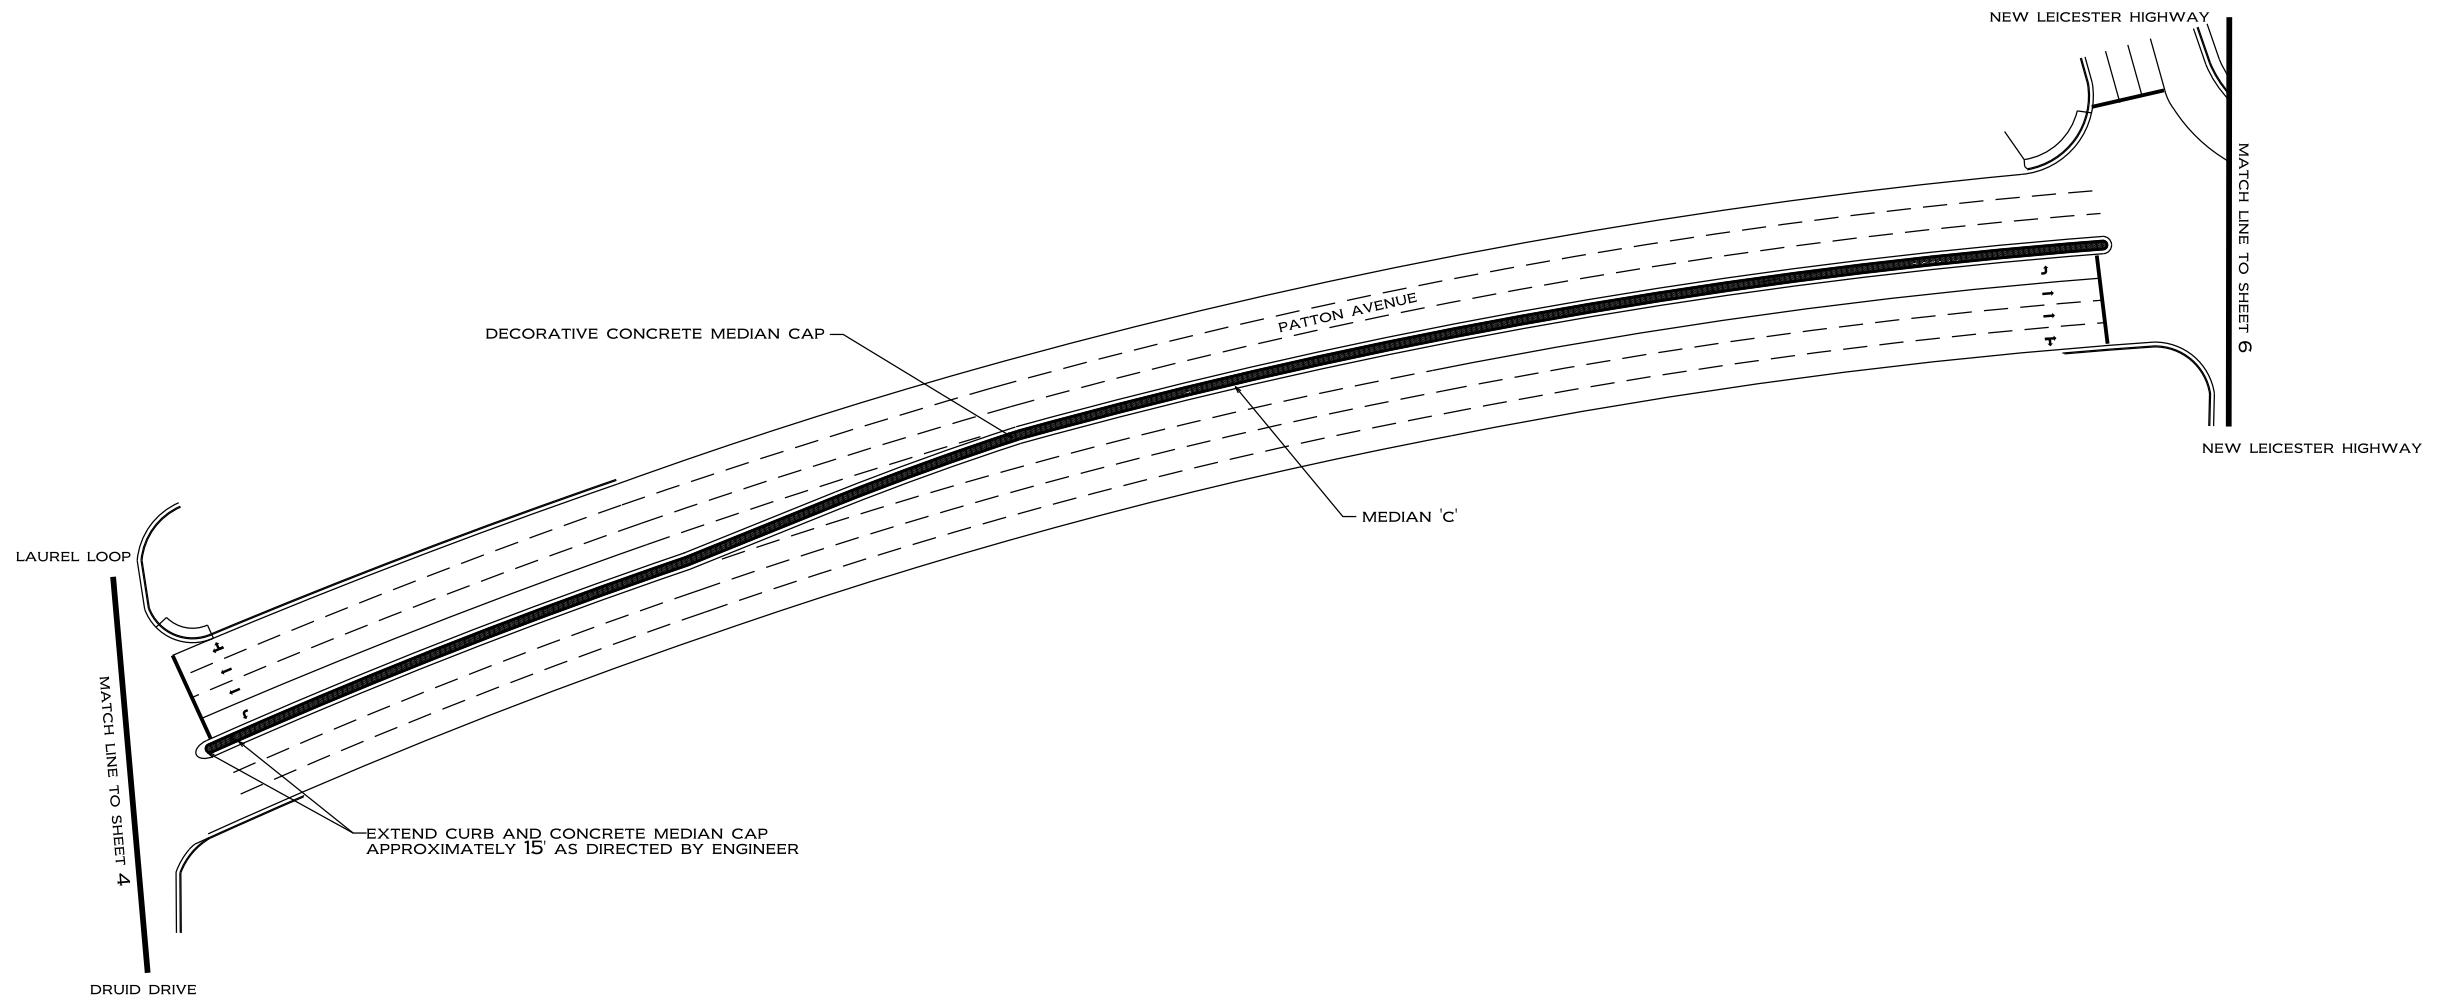 NEW LEICESTER HIGHWAY
MATCH LINE TO SHEET 6
PATTON AVENUE
DECORATIVE CONCRETE MEDIAN CAP
NEW LEICESTER HIGHWAY
MEDIAN 'C'
LAUREL LOOP
MATCH LINE TO SHEET 4
EXTEND CURB AND CONCRETE MEDIAN CAP
APPROXIMATELY 15' AS DIRECTED BY ENGINEER
DRUID DRIVE